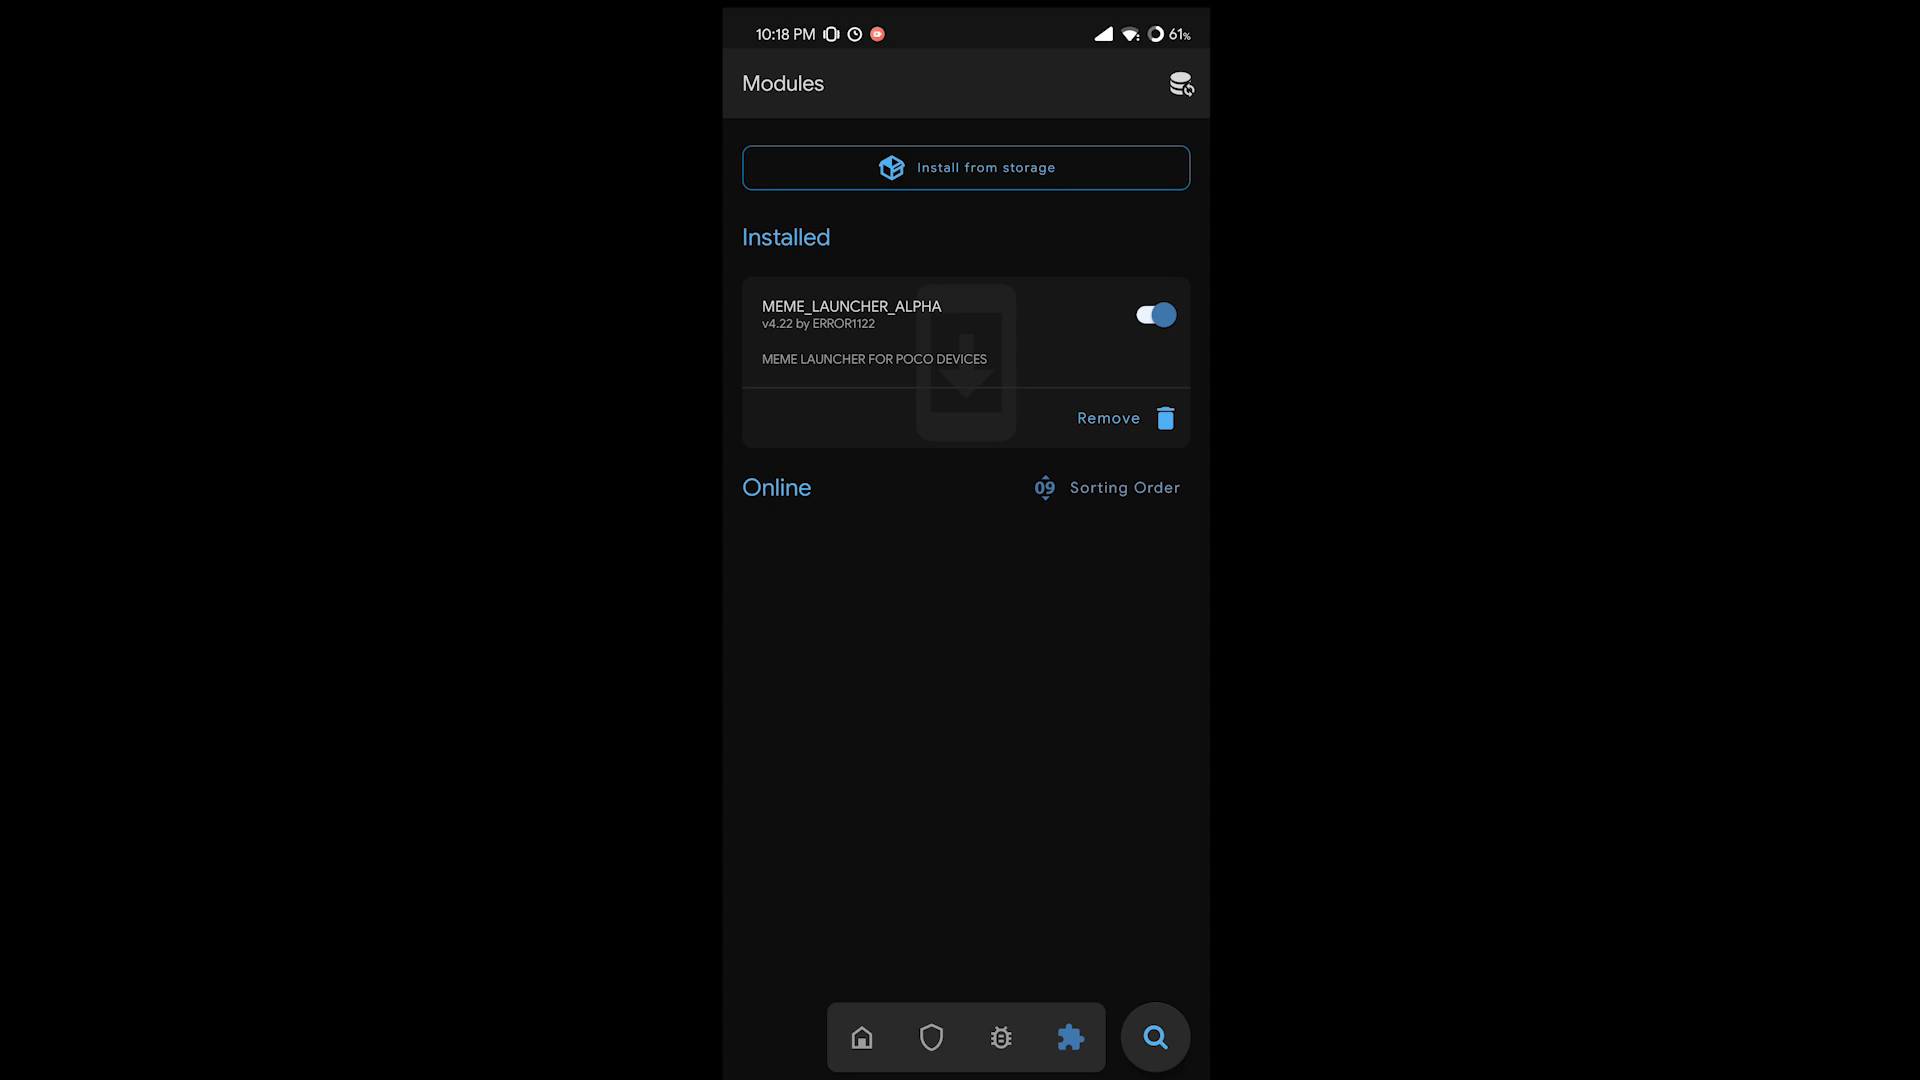 10:18 PM 61%
Modules
Install from storage
Installed
MEME_LAUNCHER_ALPHA
v4.22 by ERROR1122
MEME LAUNCHER FOR POCO DEVICES
Remove
Online
09 Sorting Order